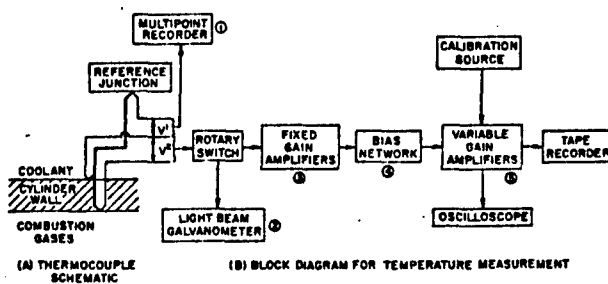 MULTIPOINT
RECORDER ①
REFERENCE
JUNCTION
V¹
V²
COOLANT
CYLINDER
WALL
COMBUSTION
GASES
ROTARY
SWITCH
LIGHT BEAM
GALVANOMETER ②
FIXED
GAIN
AMPLIFIERS
③
BIAS
NETWORK
④
CALIBRATION
SOURCE
VARIABLE
GAIN
AMPLIFIERS
⑤
TAPE
RECORDER
OSCILLOSCOPE
(A) THERMOCOUPLE
SCHEMATIC
(B) BLOCK DIAGRAM FOR TEMPERATURE MEASUREMENT